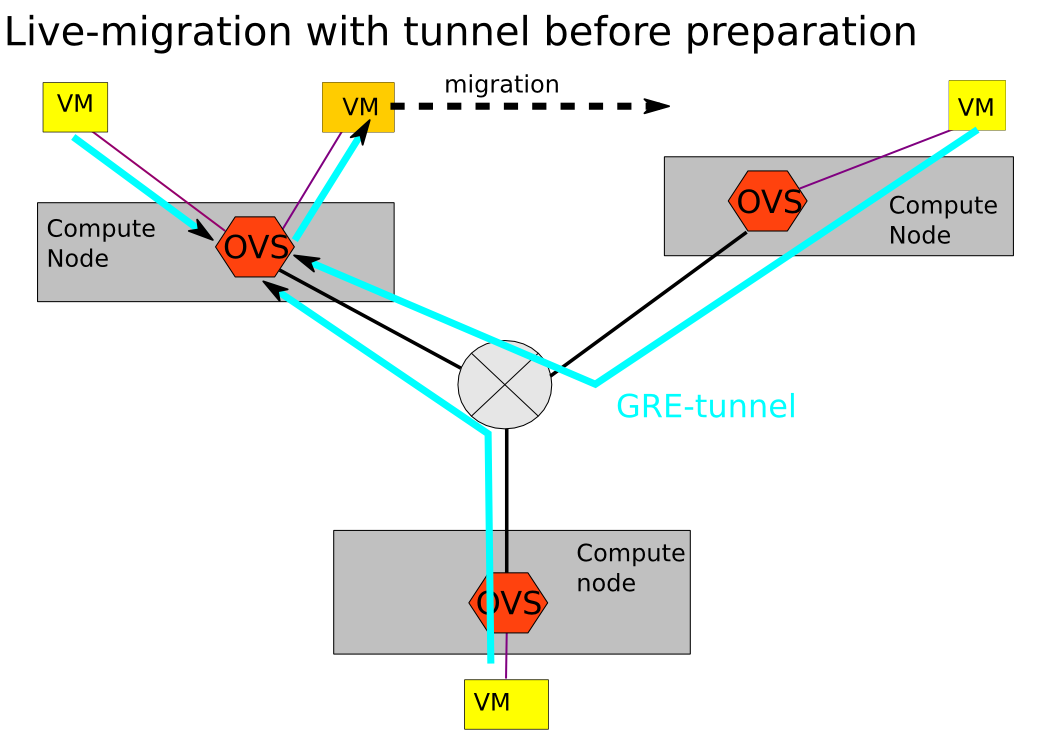 Live-migration with tunnel before preparation
migration
VM
VM
VM
Compute
Node
OVS
OVS
Compute
Node
GRE-tunnel
Compute
node
OVS
VM